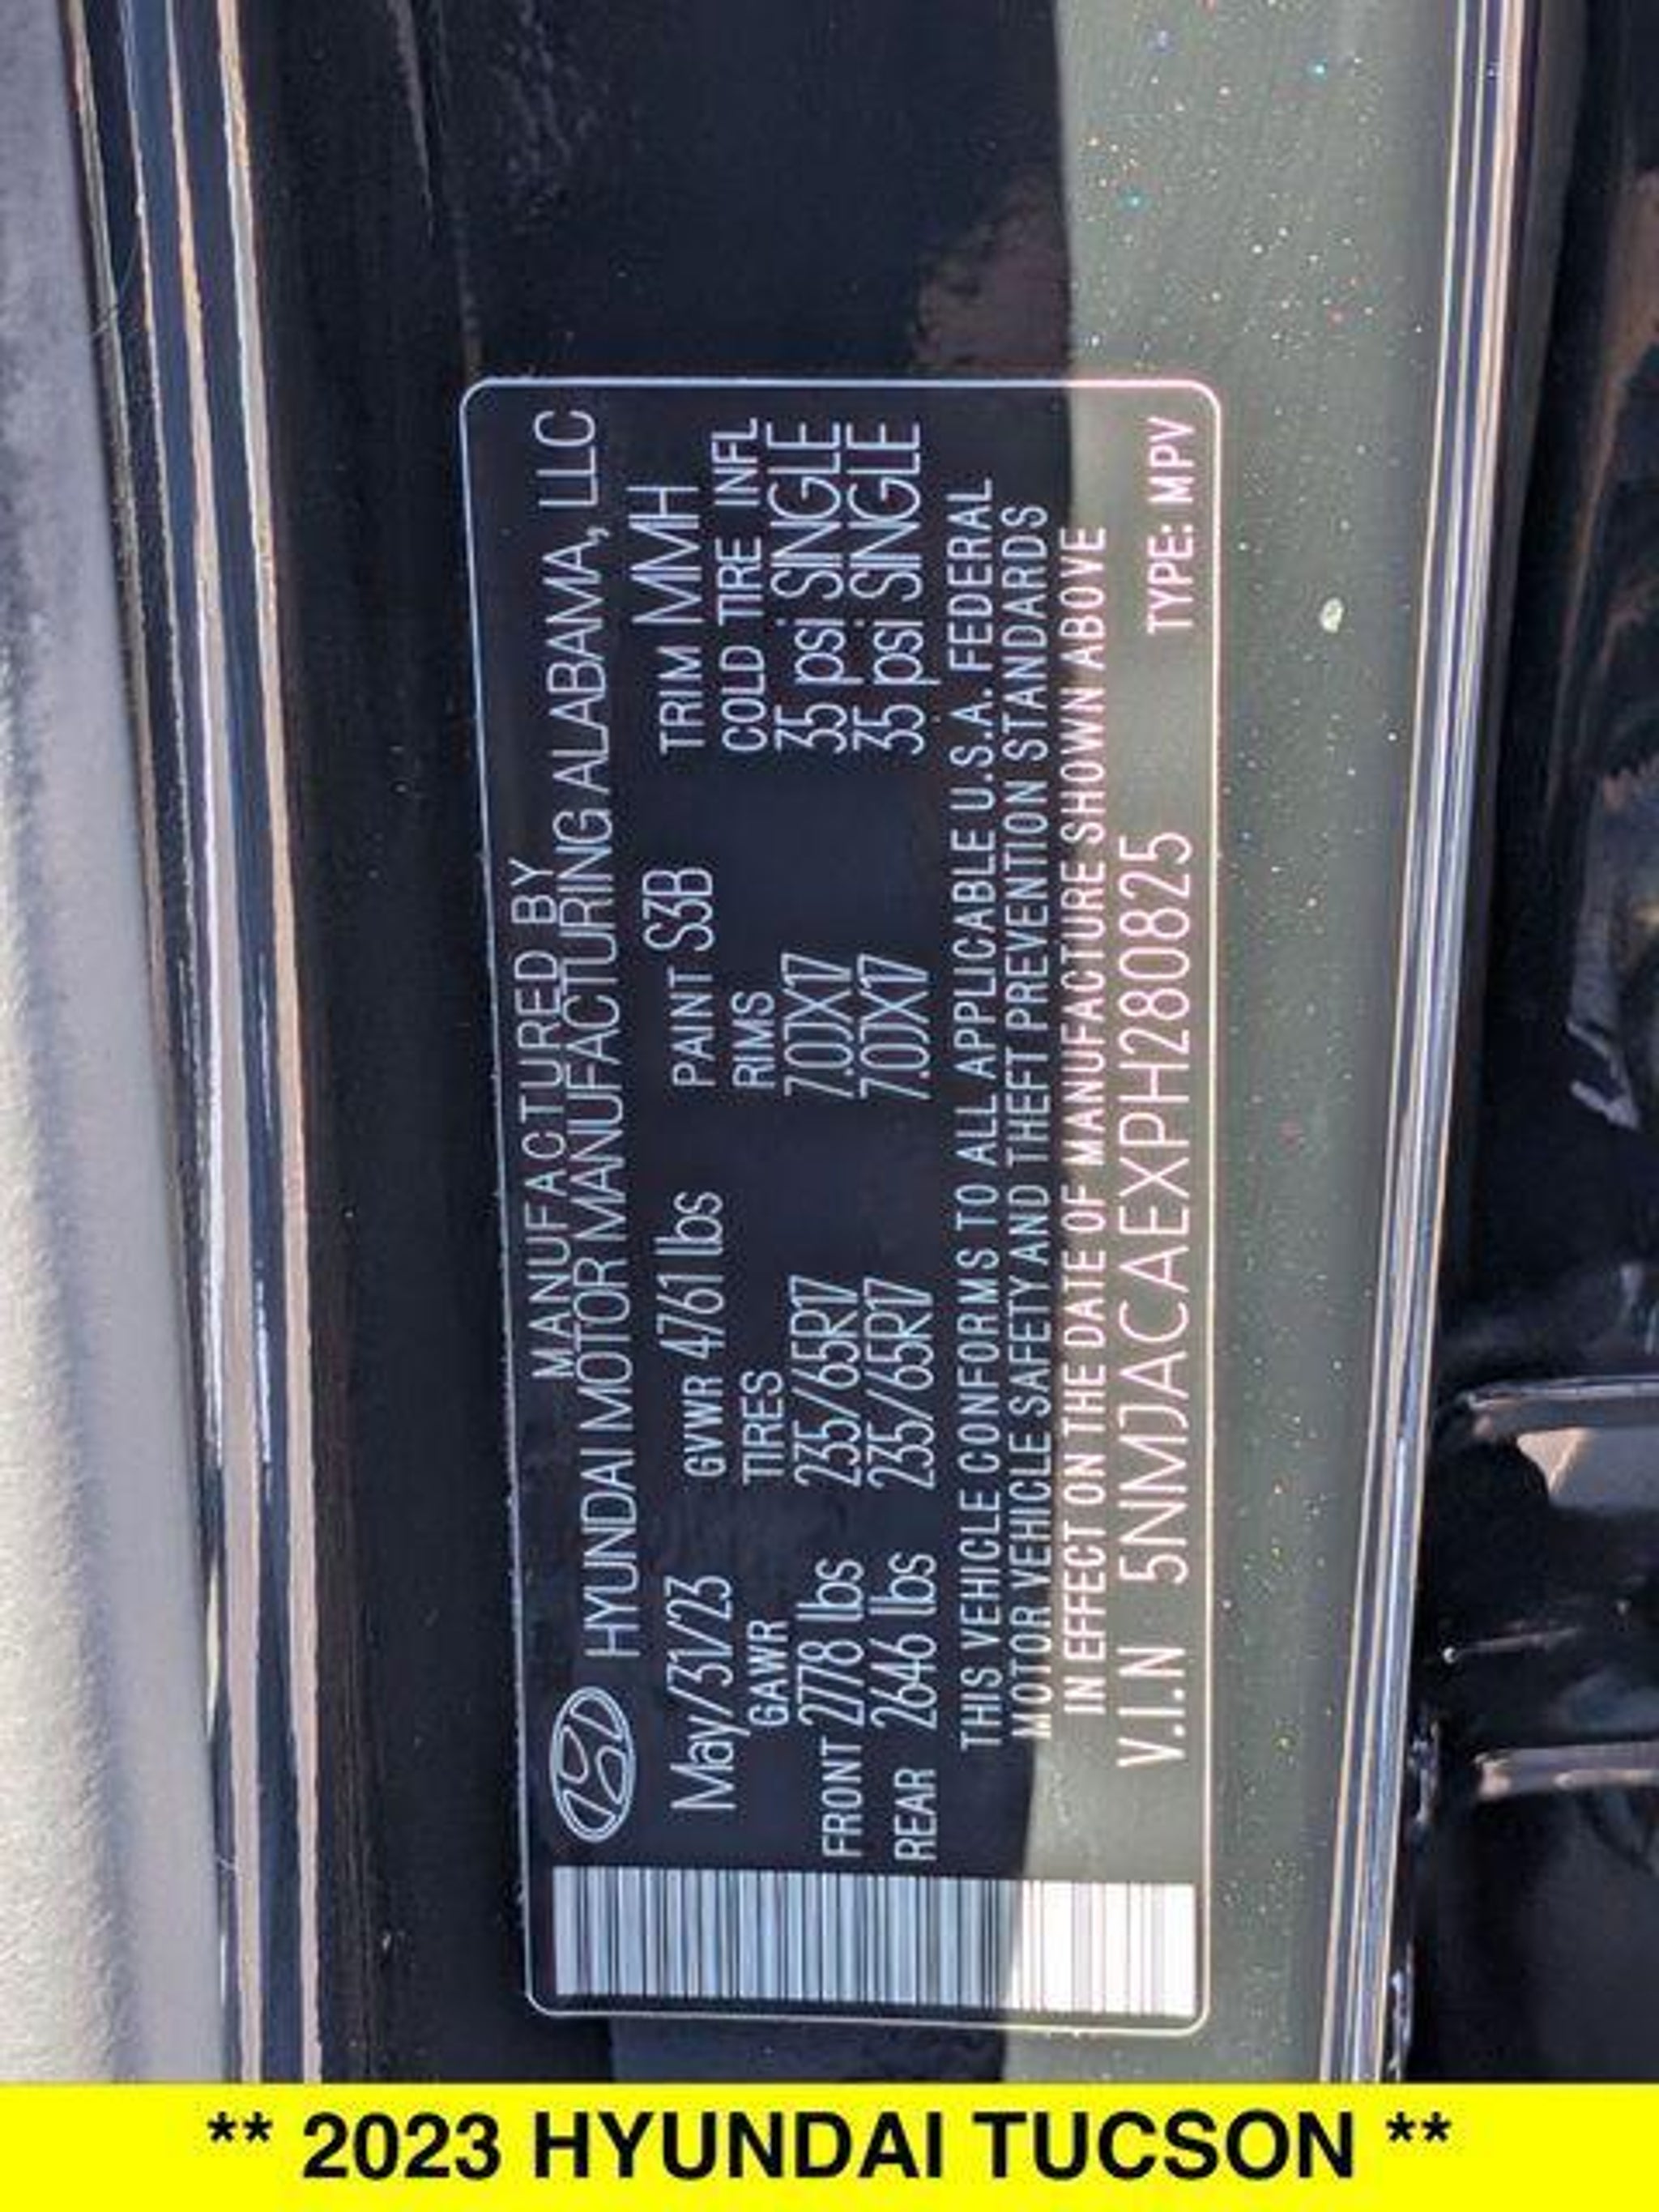 MANUFACTURED BY
HYUNDAI MOTOR MANUFACTURING ALABAMA, LLC
May/31/23 GVWR 4761 lbs PAINT S3B TRIM MMH
GAWR TIRES RIMS COLD TIRE INFL
FRONT 2778 lbs 235/65R17 7.0JX17 35 psi SINGLE
REAR 2646 lbs 235/65R17 7.0JX17 35 psi SINGLE
THIS VEHICLE CONFORMS TO ALL APPLICABLE U.S.A. FEDERAL
MOTOR VEHICLE SAFETY AND THEFT PREVENTION STANDARDS
IN EFFECT ON THE DATE OF MANUFACTURE SHOWN ABOVE
V.I.N 5NMJACAEXPH280825 TYPE: MPV
** 2023 HYUNDAI TUCSON **